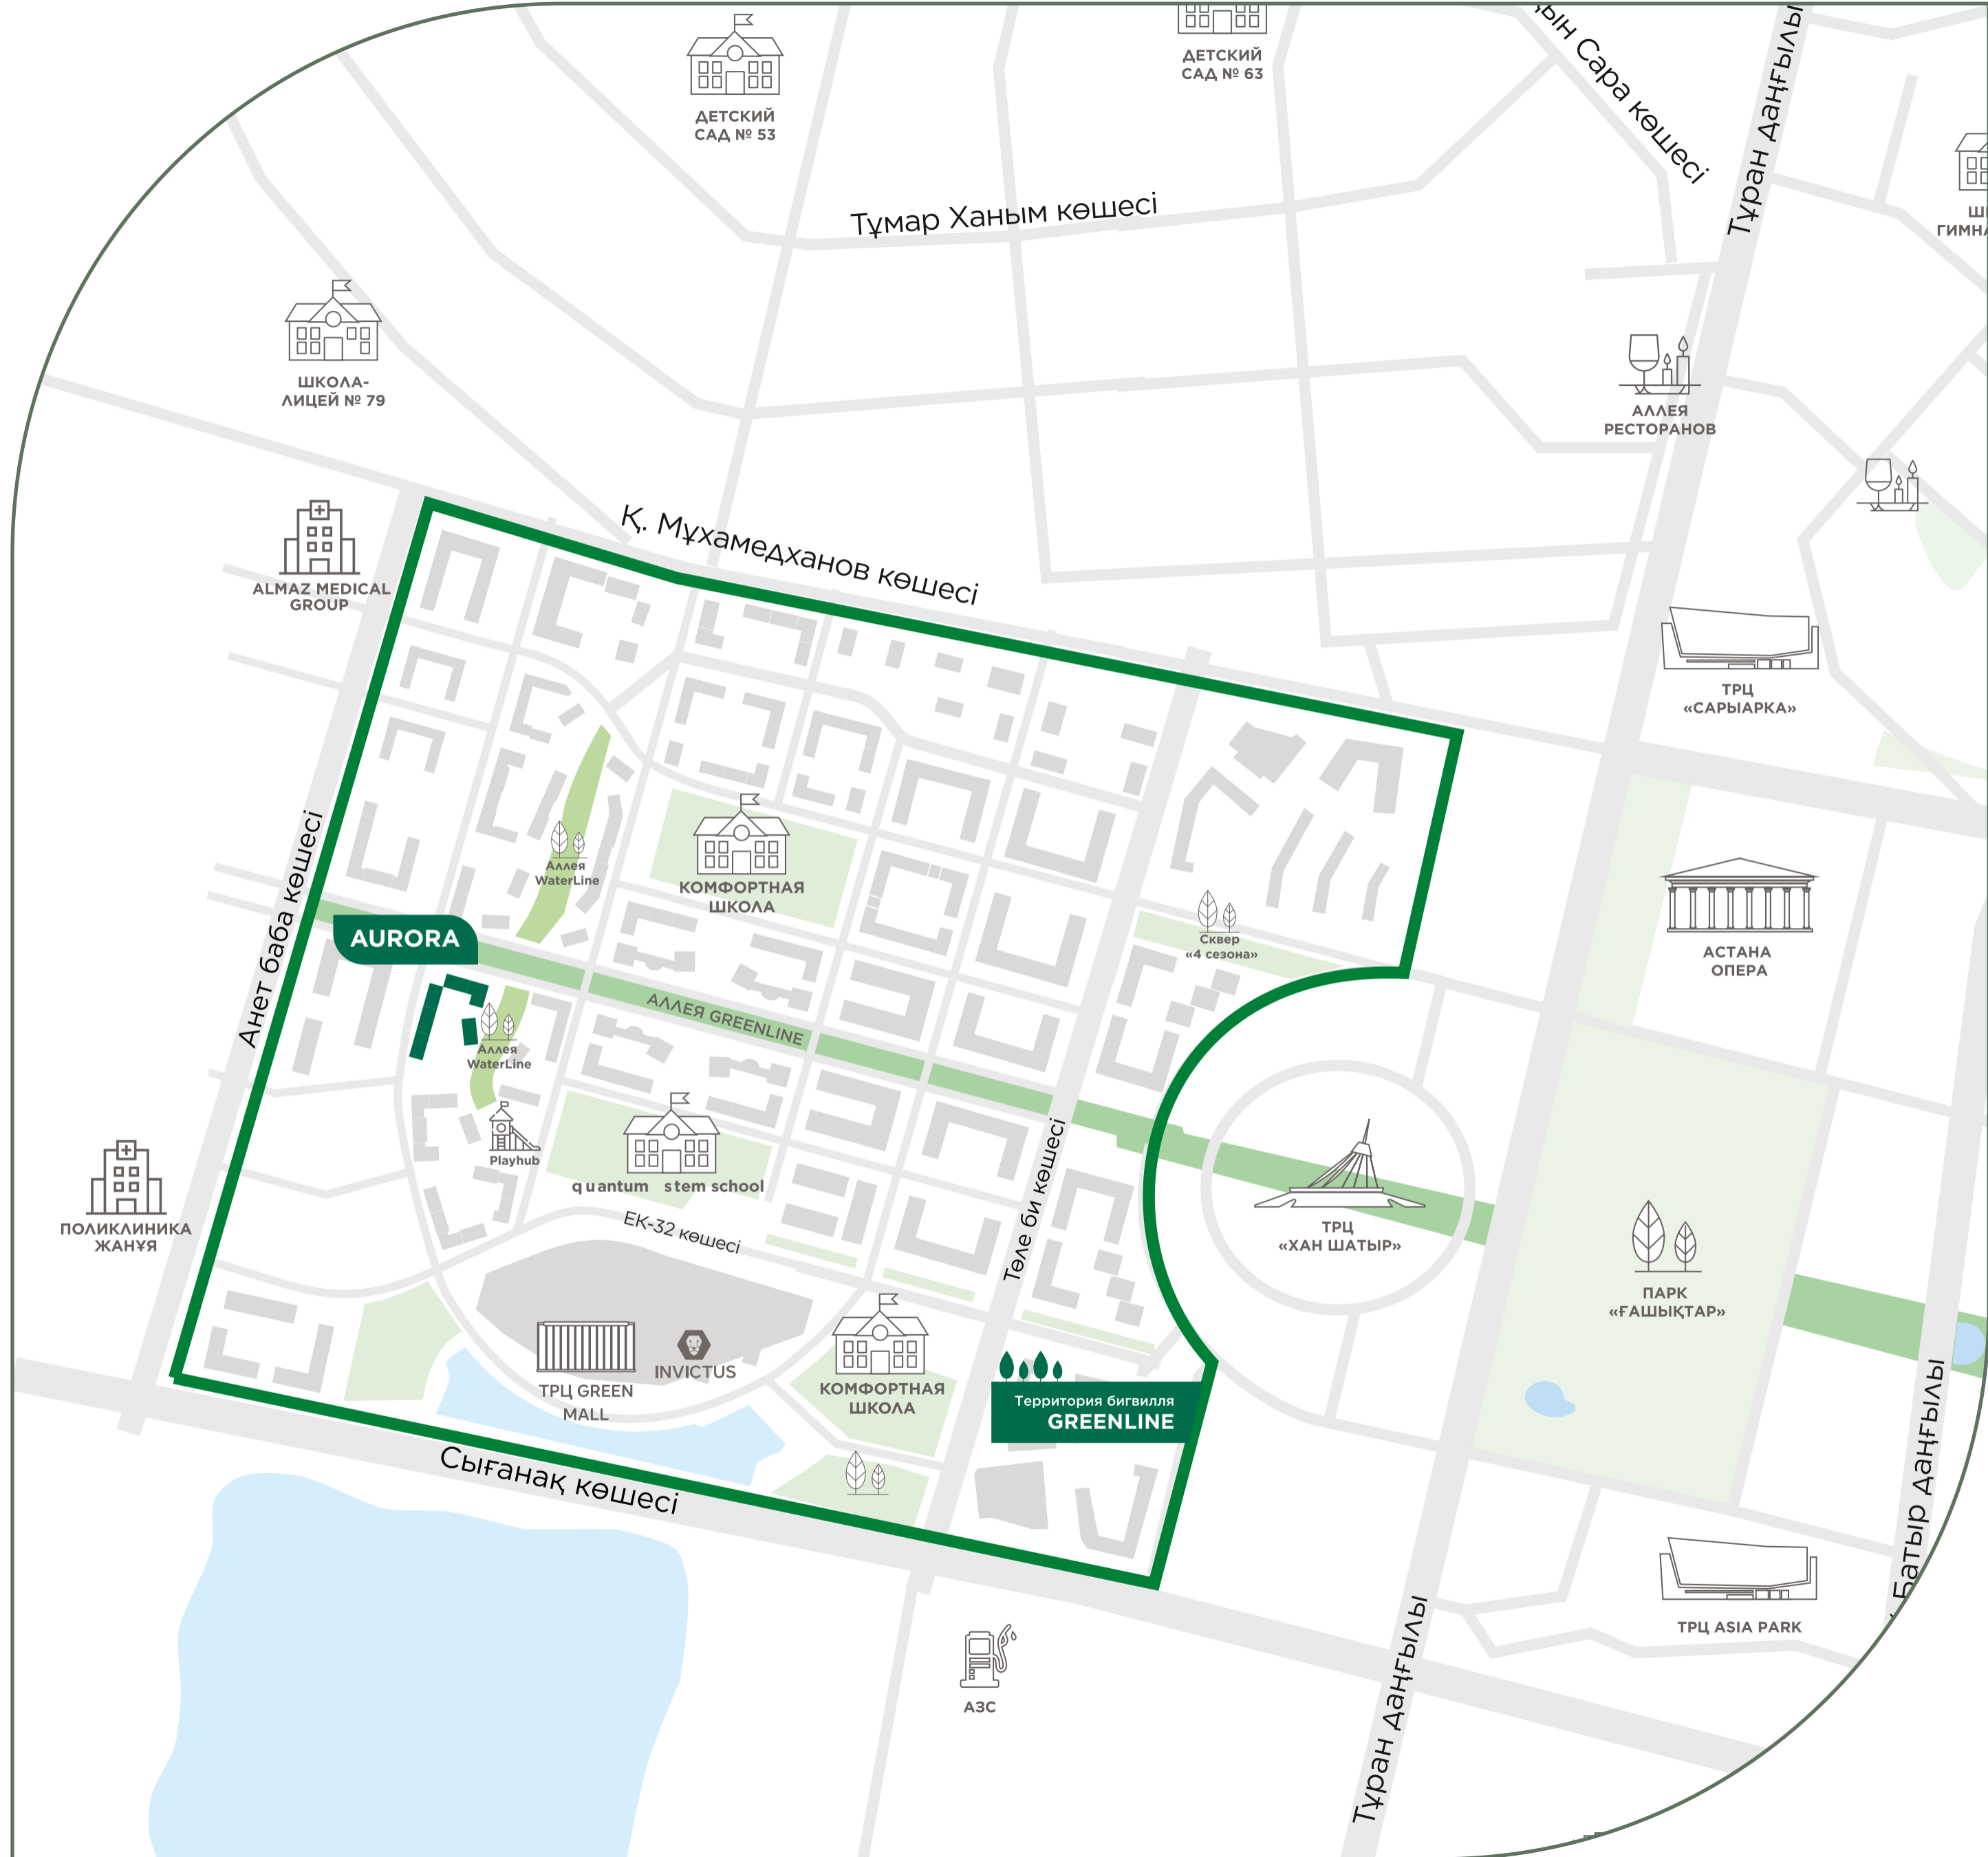 ДЕТСКИЙ
САД № 53
ДЕТСКИЙ
САД № 63
Сара көшесі
Тұран даңғылы
Тұмар Ханым көшесі
ШКОЛА-
ЛИЦЕЙ № 79
АЛЛЕЯ
РЕСТОРАНОВ
Қ. Мұхамедханов көшесі
ALMAZ MEDICAL
GROUP
ТРЦ
«САРЫАРКА»
Анет баба көшесі
Аллея
WaterLine
КОМФОРТНАЯ
ШКОЛА
AURORA
Сквер
«4 сезона»
АСТАНА
ОПЕРА
АЛЛЕЯ GREENLINE
Аллея
WaterLine
Playhub
quantum stem school
Төле би көшесі
ПОЛИКЛИНИКА
ЖАНҰЯ
ЕК-32 көшесі
ТРЦ
«ХАН ШАТЫР»
ПАРК
«ҒАШЫҚТАР»
ТРЦ GREEN
MALL
INVICTUS
КОМФОРТНАЯ
ШКОЛА
Территория бигвилля
GREENLINE
Сығанақ көшесі
Батыр даңғылы
ТРЦ ASIA PARK
АЗС
Тұран даңғылы